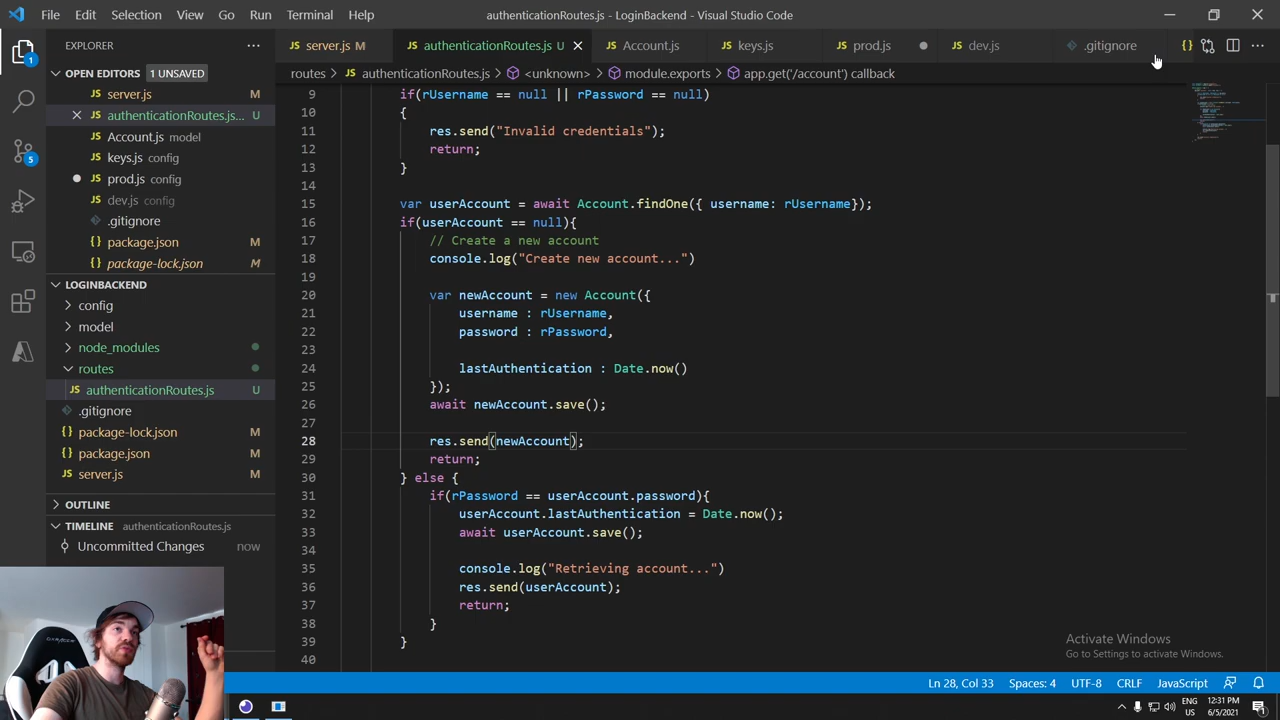 File Edit Selection View Go Run Terminal Help
authenticationRoutes.js - LoginBackend - Visual Studio Code
EXPLORER
server.js M
authenticationRoutes.js U
Account.js
keys.js
prod.js
dev.js
.gitignore
OPEN EDITORS 1 UNSAVED
server.js M
authenticationRoutes.js... U
Account.js model
keys.js config
prod.js config
dev.js config
.gitignore
package.json M
package-lock.json M
LOGINBACKEND
config
model
node_modules
routes
authenticationRoutes.js U
.gitignore
package-lock.json M
package.json M
server.js M
OUTLINE
TIMELINE authenticationRoutes.js
Uncommitted Changes now
1
5
routes > JS authenticationRoutes.js > <unknown> > module.exports > app.get('/account') callback
9 if(rUsername == null || rPassword == null)
10 {
11 res.send("Invalid credentials");
12 return;
13 }
14
15 var userAccount = await Account.findOne({ username: rUsername});
16 if(userAccount == null){
17 // Create a new account
18 console.log("Create new account...")
19
20 var newAccount = new Account({
21 username : rUsername,
22 password : rPassword,
23
24 lastAuthentication : Date.now()
25 });
26 await newAccount.save();
27
28 res.send(newAccount);
29 return;
30 } else {
31 if(rPassword == userAccount.password){
32 userAccount.lastAuthentication = Date.now();
33 await userAccount.save();
34
35 console.log("Retrieving account...")
36 res.send(userAccount);
37 return;
38 }
39 }
40
Activate Windows
Go to Settings to activate Windows.
Ln 28, Col 33 Spaces: 4 UTF-8 CRLF JavaScript
ENG
US
12:31 PM
6/5/2021